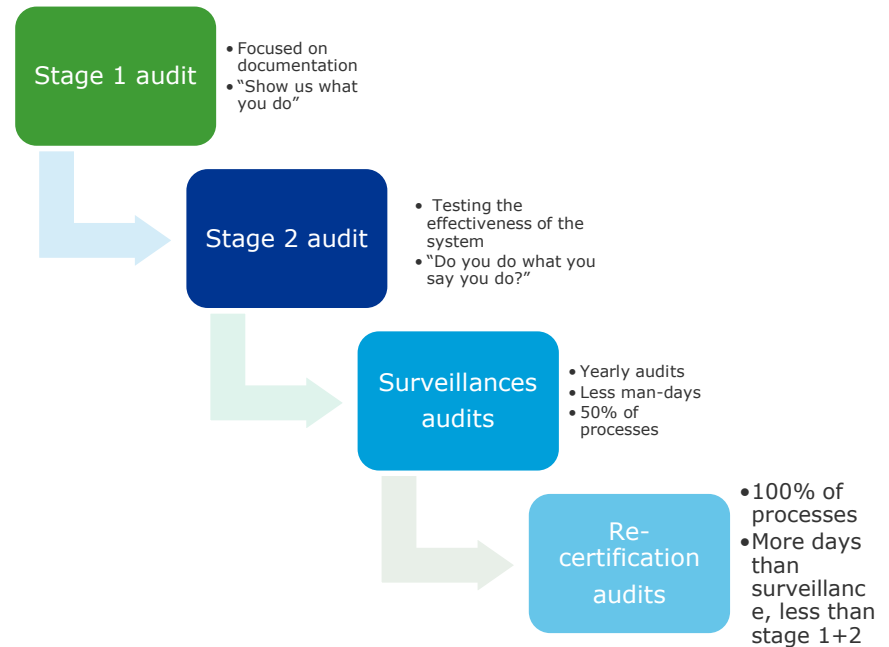 Stage 1 audit
• Focused on
documentation
• “Show us what
you do”
Stage 2 audit
• Testing the
effectiveness of the
system
• “Do you do what you
say you do?”
Surveillances
audits
• Yearly audits
• Less man-days
• 50% of
processes
Re-
certification
audits
•100% of
processes
•More days
than
surveillanc
e, less than
stage 1+2